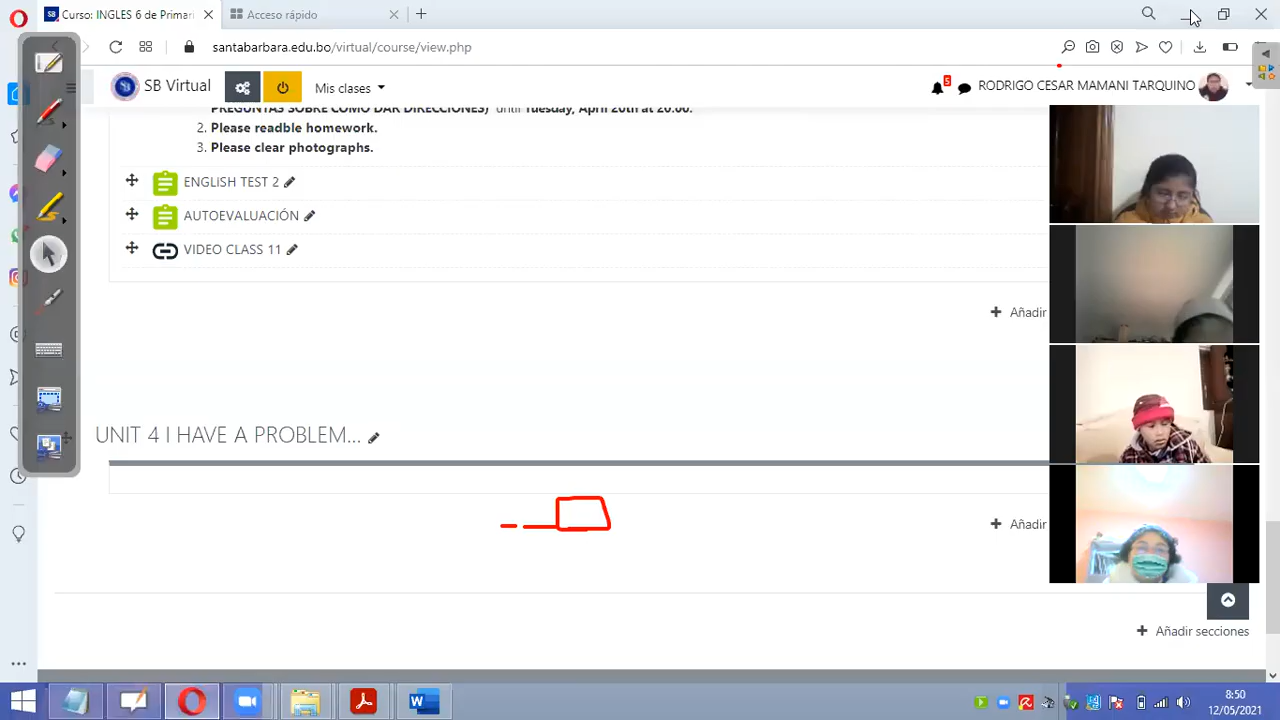 Curso: INGLES 6 de Primar
Acceso rápido
santabarbara.edu.bo/virtual/course/view.php
SB Virtual
Mis clases
5
RODRIGO CESAR MAMANI TARQUINO
PREGUNTAS SOBRE COMO DAR DIRECCIONES) until Tuesday, April 20th at 20:00.
2. Please readble homework.
3. Please clear photographs.
ENGLiSH TEST 2
AUTOEVALUACIÓN
VIDEO CLASS 11
Añadir
UNIT 4 I HAVE A PROBLEM...
Añadir
Añadir secciones
8:50
12/05/2021